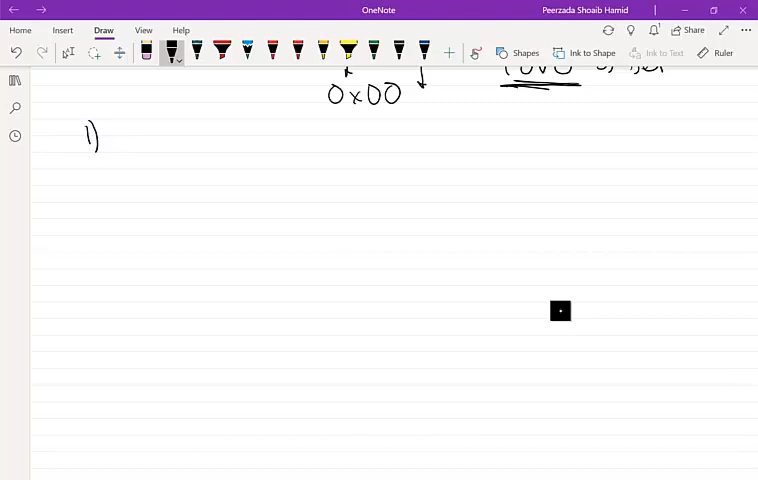 OneNote
Peerzada Shoaib Hamid
Home Insert Draw View Help
Share
Shapes Ink to Shape Ink to Text Ruler
0x00
1)